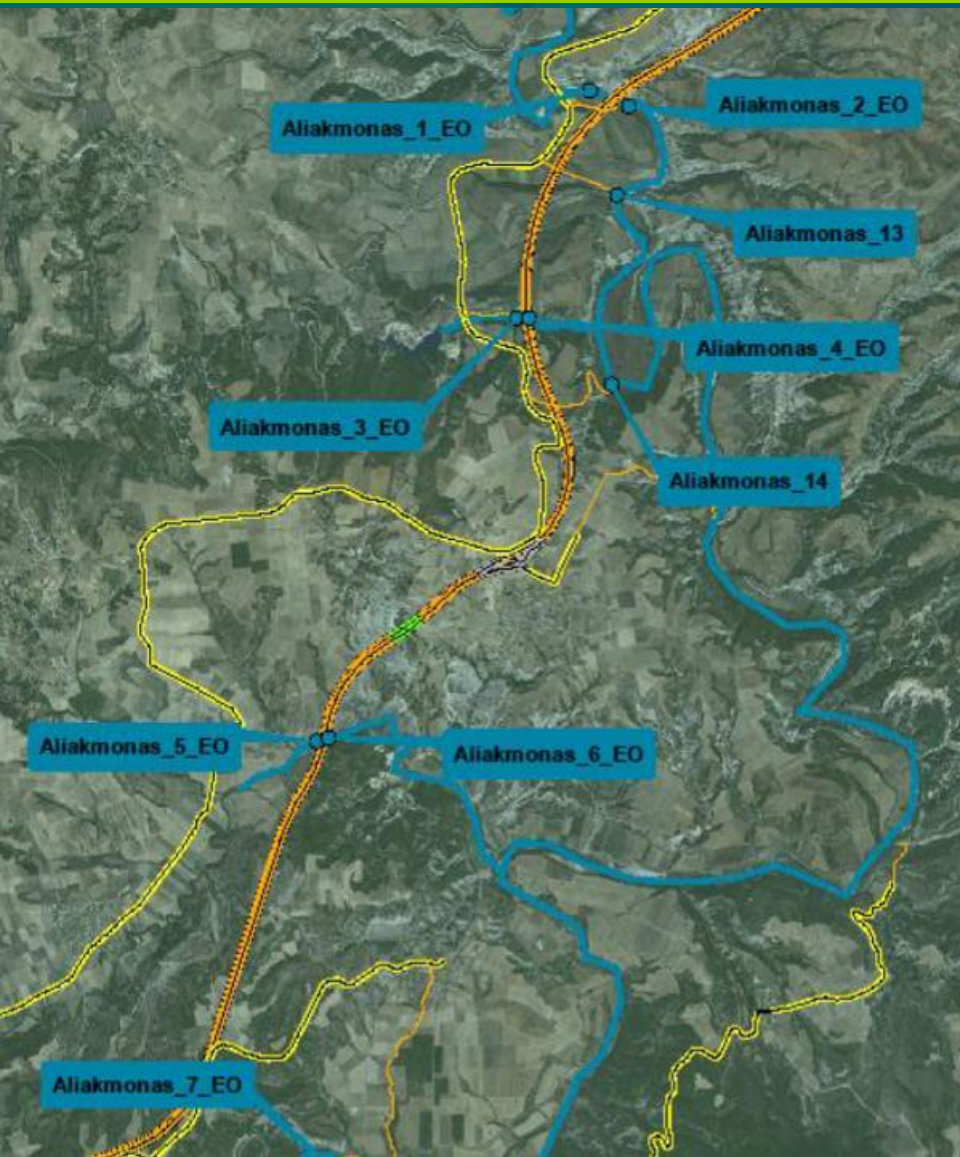 Aliakmonas_1_EO
Aliakmonas_2_EO
Aliakmonas_13
Aliakmonas_4_EO
Aliakmonas_3_EO
Aliakmonas_14
Aliakmonas_5_EO
Aliakmonas_6_EO
Aliakmonas_7_EO